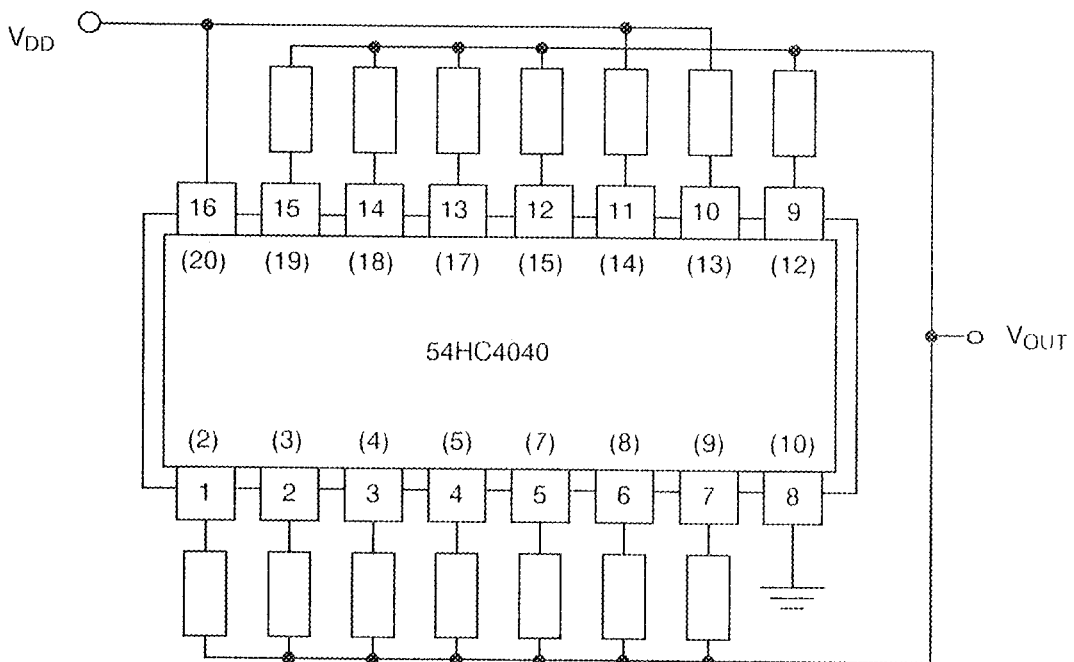 V_DD
16 15 14 13 12 11 10 9
(20) (19) (18) (17) (15) (14) (13) (12)
54HC4040
V_OUT
(2) (3) (4) (5) (7) (8) (9) (10)
1 2 3 4 5 6 7 8